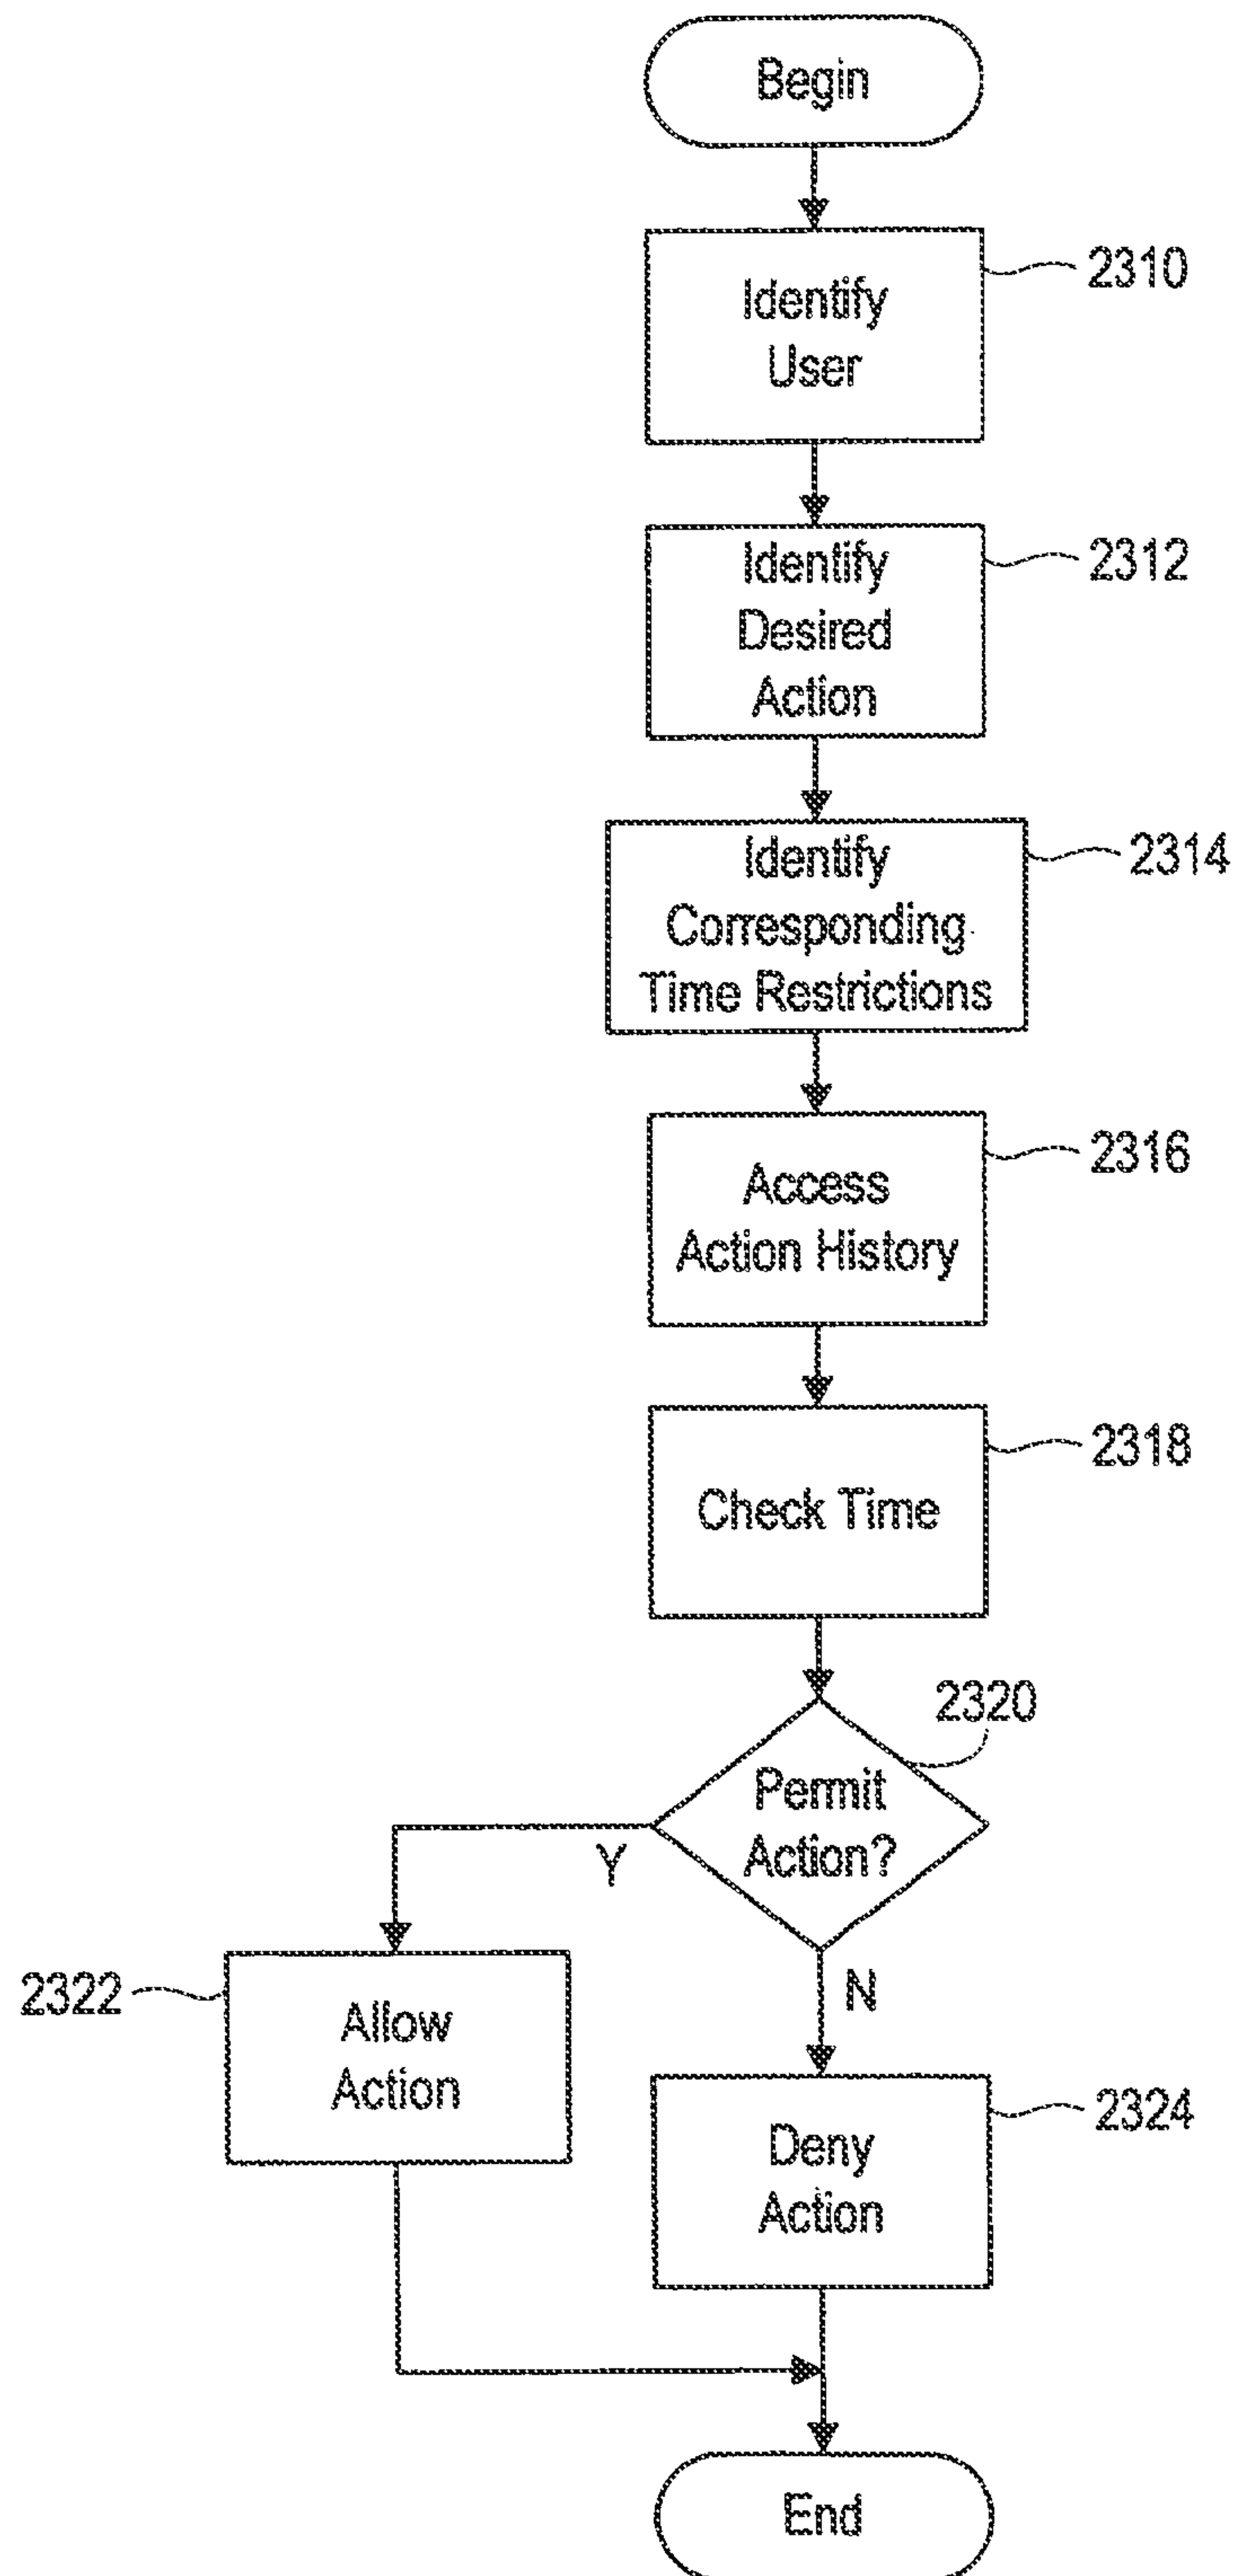 Begin
Identify
User
2310
Identify
Desired
Action
2312
Identify
Corresponding
Time Restrictions
2314
Access
Action History
2316
Check Time
2318
2320
Permit
Action?
Y
N
2322
Allow
Action
Deny
Action
2324
End